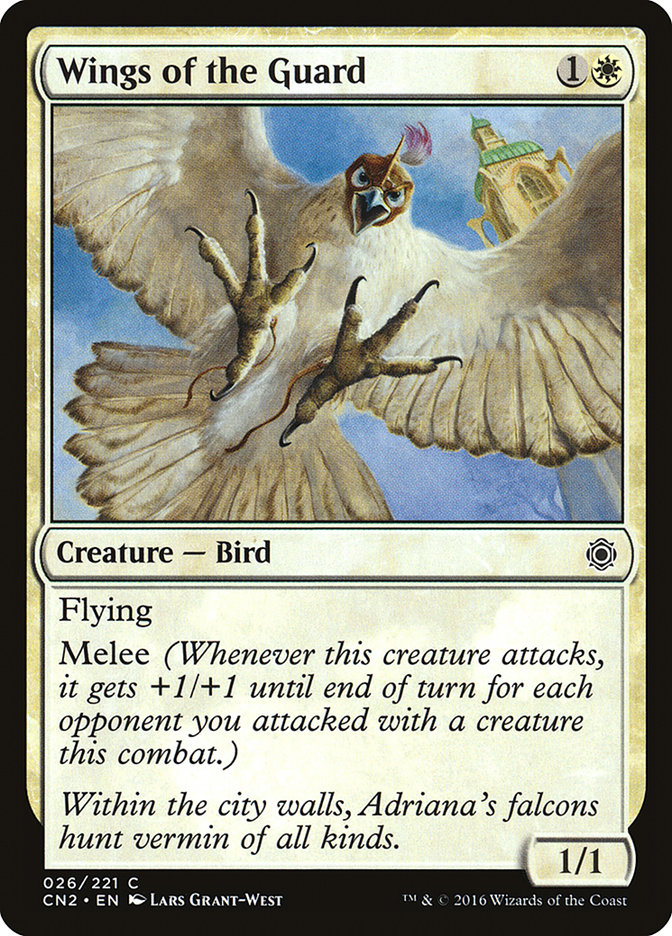 Wings of the Guard 1
Creature — Bird
Flying
Melee (Whenever this creature attacks,
it gets +1/+1 until end of turn for each
opponent you attacked with a creature
this combat.)
Within the city walls, Adriana's falcons
hunt vermin of all kinds.
1/1
026/221 C
CN2 • EN Lars Grant-West
™ & © 2016 Wizards of the Coast